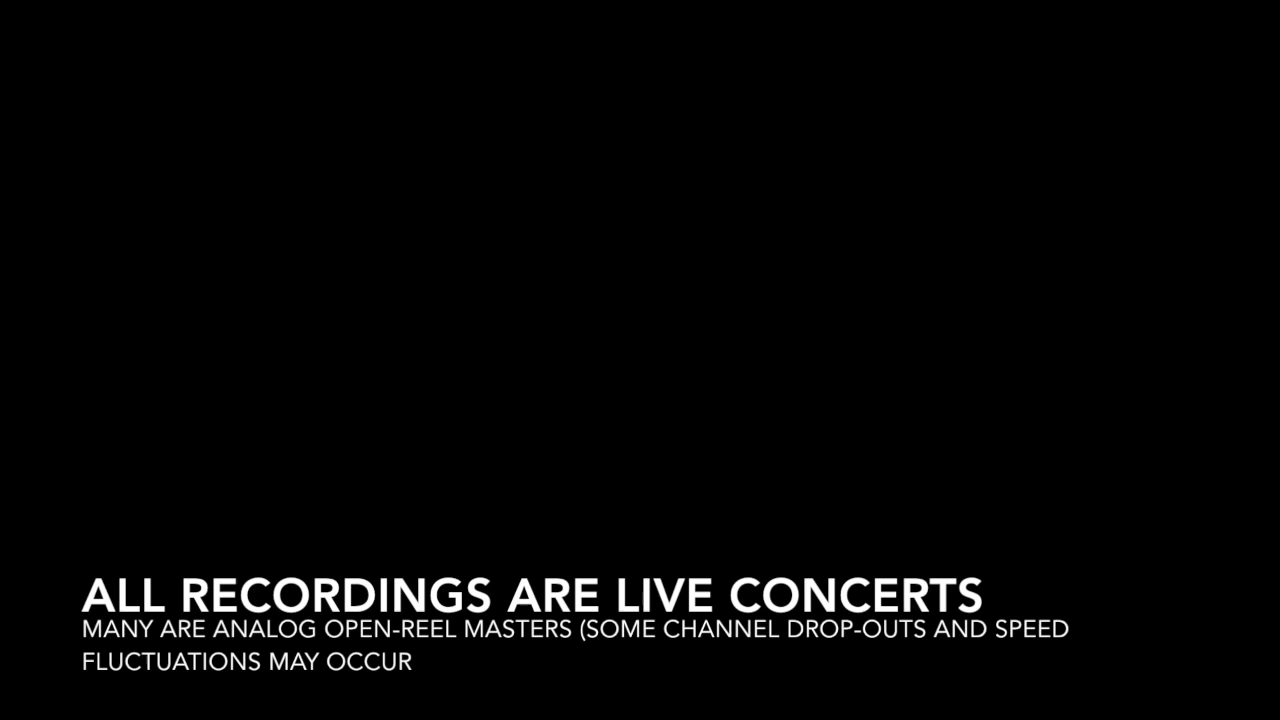 ALL RECORDINGS ARE LIVE CONCERTS
MANY ARE ANALOG OPEN-REEL MASTERS (SOME CHANNEL DROP-OUTS AND SPEED
FLUCTUATIONS MAY OCCUR